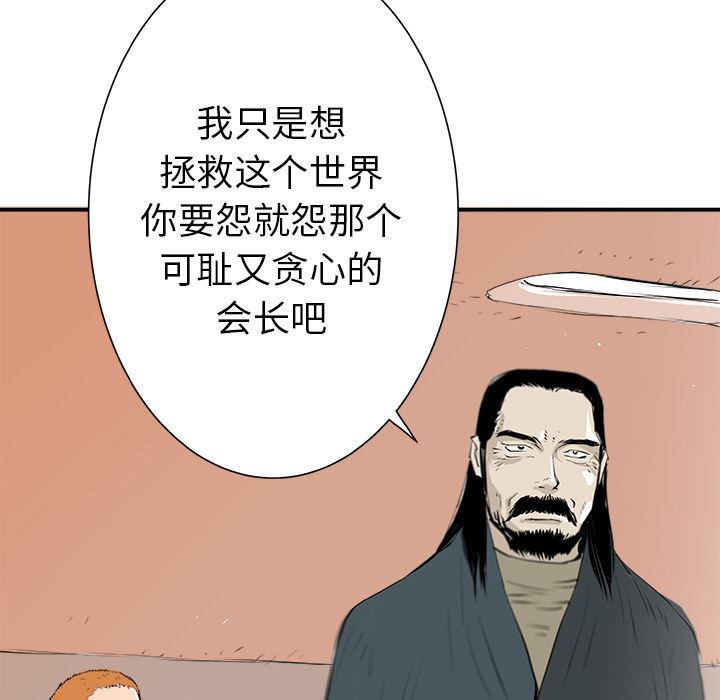 我只是想
拯救这个世界
你要怨就怨那个
可耻又贪心的
会长吧